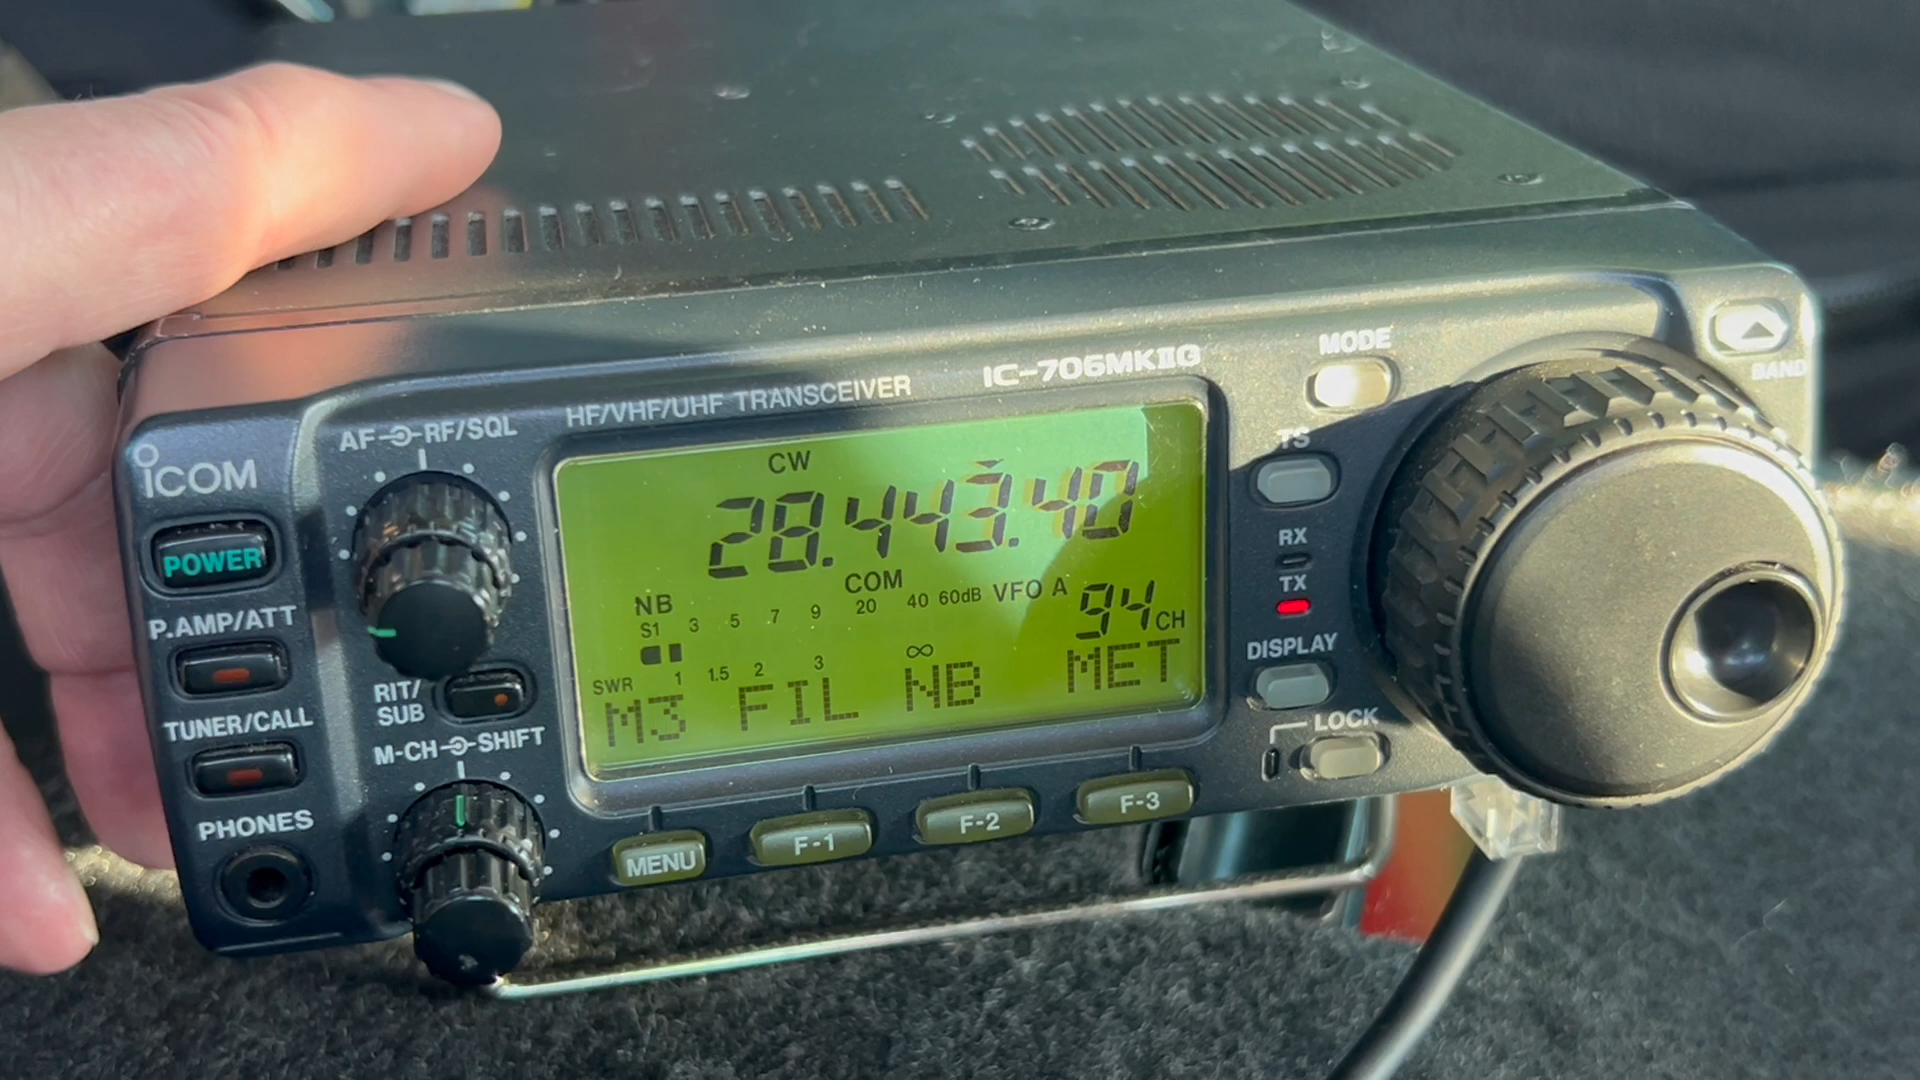 HF/VHF/UHF TRANSCEIVER
IC-706MKIIG
MODE
BAND
AF RF/SQL
ICOM
TS
CW
28.443.40
POWER
RX
COM
NB
VFO A
94 CH
S1 3 5 7 9 20 40 60dB
TX
P.AMP/ATT
DISPLAY
SWR 1 1.5 2 3 ∞
M3 FIL NB MET
RIT/
SUB
TUNER/CALL
LOCK
M-CH SHIFT
PHONES
MENU
F-1
F-2
F-3